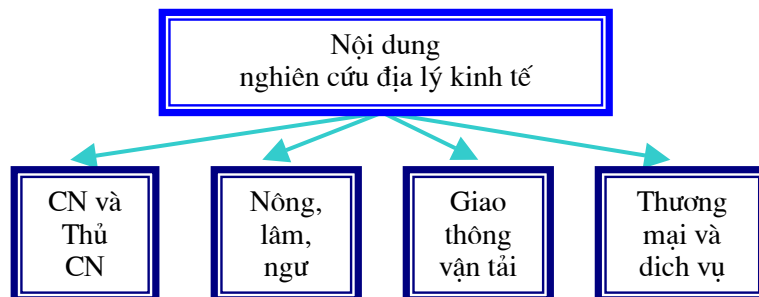 Nội dung
nghiên cứu địa lý kinh tế
CN và
Thủ
CN
Nông,
lâm,
ngư
Giao
thông
vận tải
Thương
mại và
dich vụ